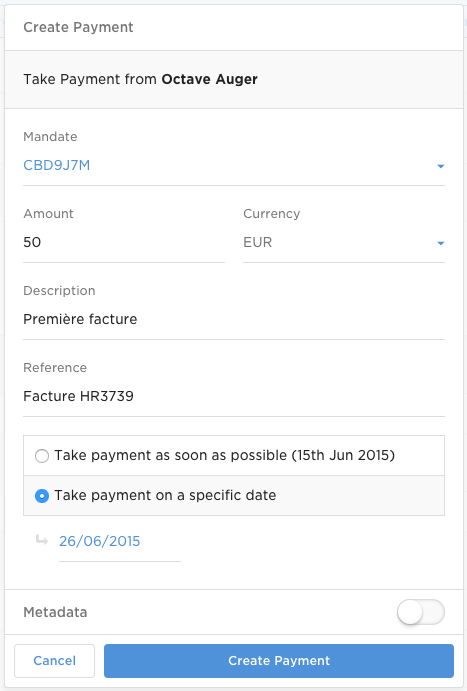 Create Payment
Take Payment from Octave Auger
Mandate
CBD9J7M
Amount
Currency
50
EUR
Description
Première facture
Reference
Facture HR3739
Take payment as soon as possible (15th Jun 2015)
Take payment on a specific date
26/06/2015
Metadata
Cancel
Create Payment